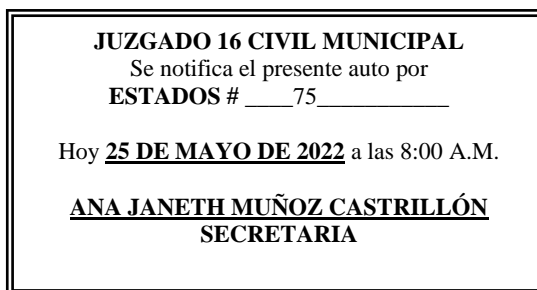 JUZGADO 16 CIVIL MUNICIPAL
Se notifica el presente auto por
ESTADOS # ____75___________
Hoy 25 DE MAYO DE 2022 a las 8:00 A.M.
ANA JANETH MUÑOZ CASTRILLÓN
SECRETARIA